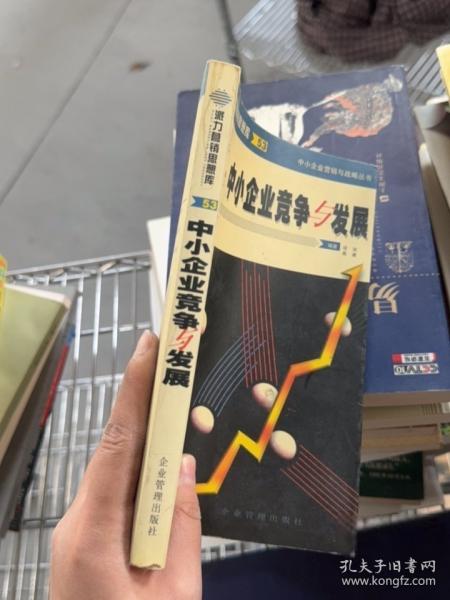 派力营销思想库
53
中小企业竞争与发展
企业管理出版社
53
中小企业营销与战略丛书
中小企业竞争与发展
企业管理出版社
易
CCTV10
孔夫子旧书网
www.kongfz.com